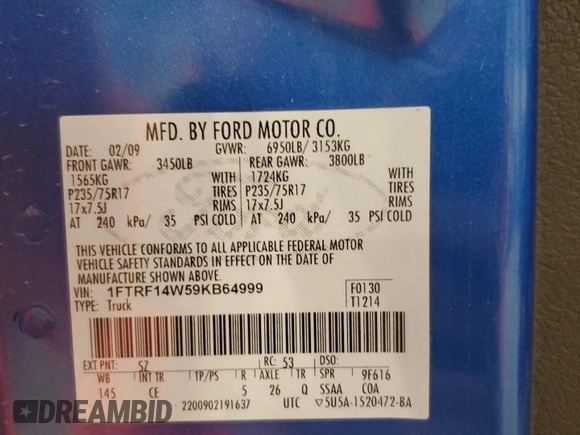 MFD. BY FORD MOTOR CO.
DATE: 02/09 GVWR: 6950LB/ 3153KG
FRONT GAWR: 3450LB REAR GAWR: 3800LB
1565KG WITH 1724KG WITH
P235/75R17 TIRES P235/75R17 TIRES
17x7.5J RIMS 17x7.5J RIMS
AT 240 kPa/ 35 PSI COLD AT 240 kPa/ 35 PSI COLD
THIS VEHICLE CONFORMS TO ALL APPLICABLE FEDERAL MOTOR
VEHICLE SAFETY STANDARDS IN EFFECT ON THE DATE OF
MANUFACTURE SHOWN ABOVE.
VIN: 1FTRF14W59KB64999 F0130
TYPE: Truck T1214
EXT PNT: SZ RC: 53 DSO:
WB INT TR TP/PS R AXLE TR SPR 9F616
145 CE 5 26 Q SSAA COA
2200902191637 UTC ▽5U5A-1520472-BA
DREAMBID